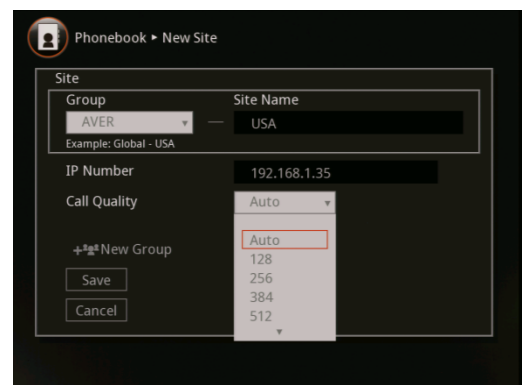 Phonebook ▸ New Site
Site
Group Site Name
AVER — USA
Example: Global - USA
IP Number 192.168.1.35
Call Quality Auto
Auto
+New Group
128
256
Save
384
Cancel
512